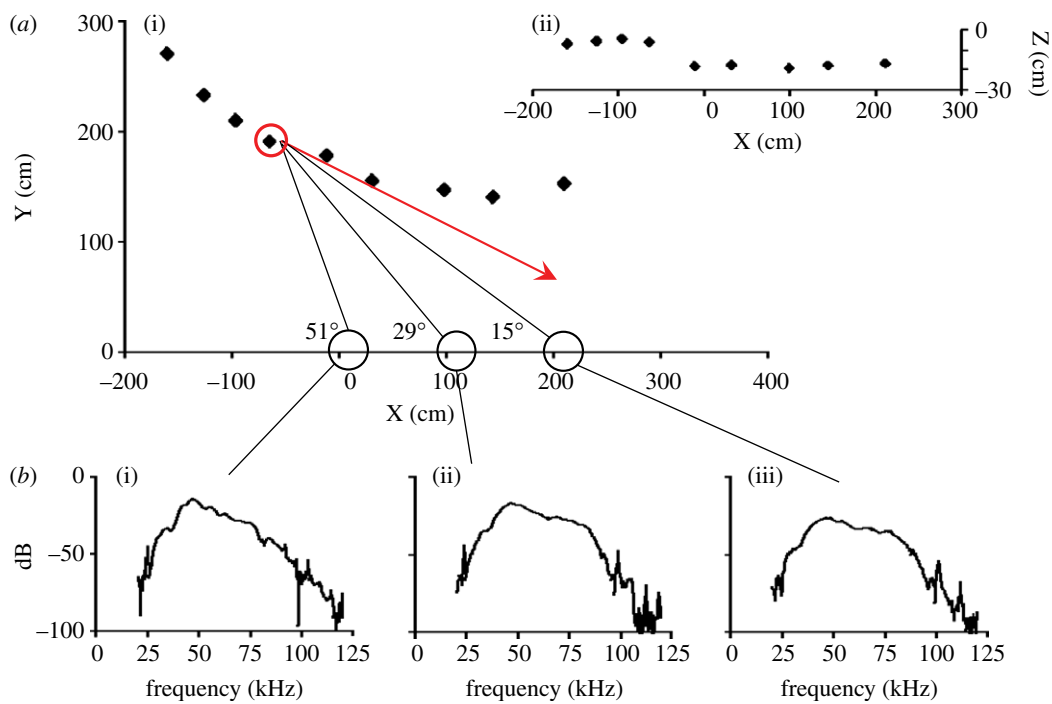 (a)
300
(i)
200
Y (cm)
100
0
51°
29°
15°
−200
−100
0
100
200
300
400
X (cm)
(ii)
0
Z (cm)
−30
−200
−100
0
100
200
300
X (cm)
(b)
0
(i)
(ii)
(iii)
dB
−50
−100
0 25 50 75 100 125
0 25 50 75 100 125
0 25 50 75 100 125
frequency (kHz)
frequency (kHz)
frequency (kHz)